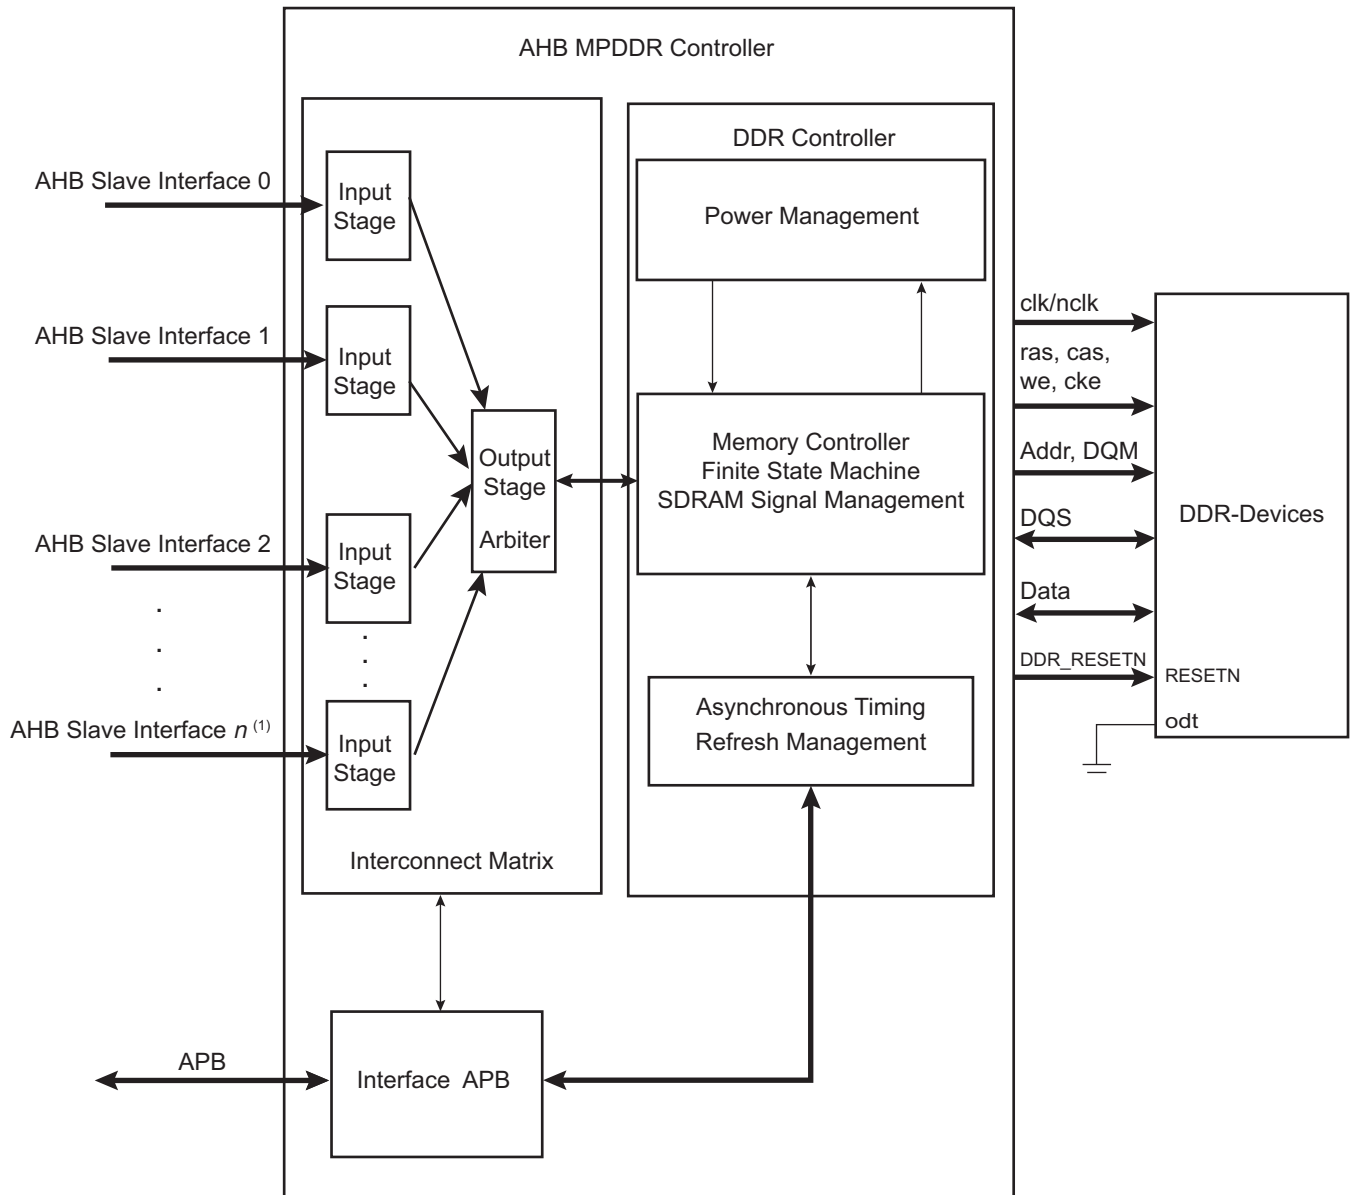 AHB MPDDR Controller
DDR Controller
AHB Slave Interface 0
Input
Stage
Power Management
AHB Slave Interface 1
Input
Stage
clk/nclk
ras, cas,
we, cke
Output
Stage
Arbiter
Memory Controller
Finite State Machine
SDRAM Signal Management
Addr, DQM
DQS
Data
DDR_RESETN
DDR-Devices
RESETN
odt
AHB Slave Interface 2
Input
Stage
.
.
.
.
.
.
AHB Slave Interface n (1)
Input
Stage
Asynchronous Timing
Refresh Management
Interconnect Matrix
APB
Interface APB